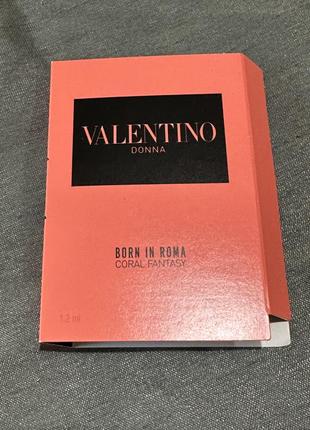 VALENTINO
DONNA
BORN IN ROMA
CORAL FANTASY
1.2 ml